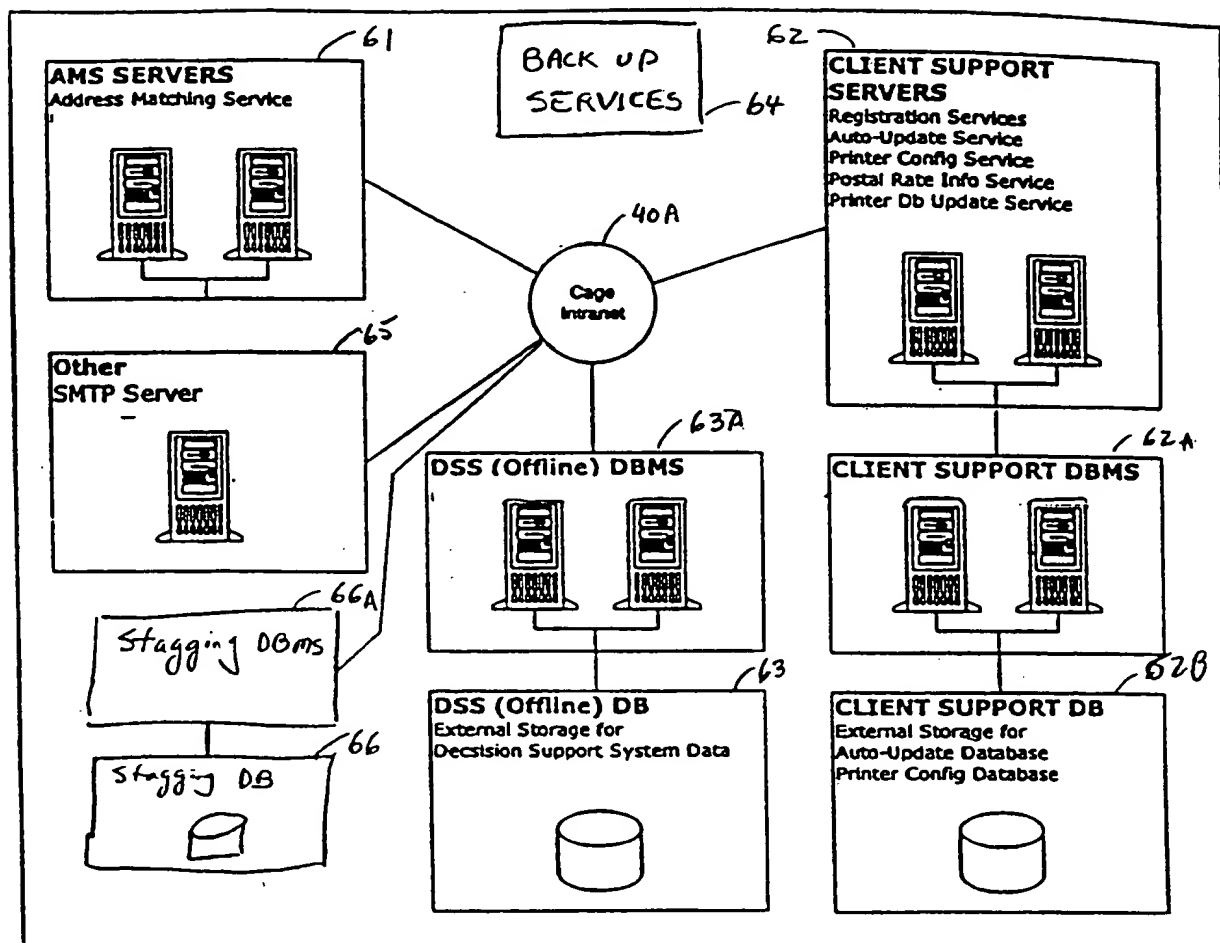 61
AMS SERVERS
Address Matching Service
BACK UP
SERVICES
64
62
CLIENT SUPPORT
SERVERS
Registration Services
Auto-Update Service
Printer Config Service
Postal Rate Info Service
Printer Db Update Service
40A
Cage
Intranet
65
Other
SMTP Server
63A
DSS (Offline) DBMS
62A
CLIENT SUPPORT DBMS
66A
Stagging DBMS
63
DSS (Offline) DB
External Storage for
Decsision Support System Data
62B
CLIENT SUPPORT DB
External Storage for
Auto-Update Database
Printer Config Database
66
Stagging DB